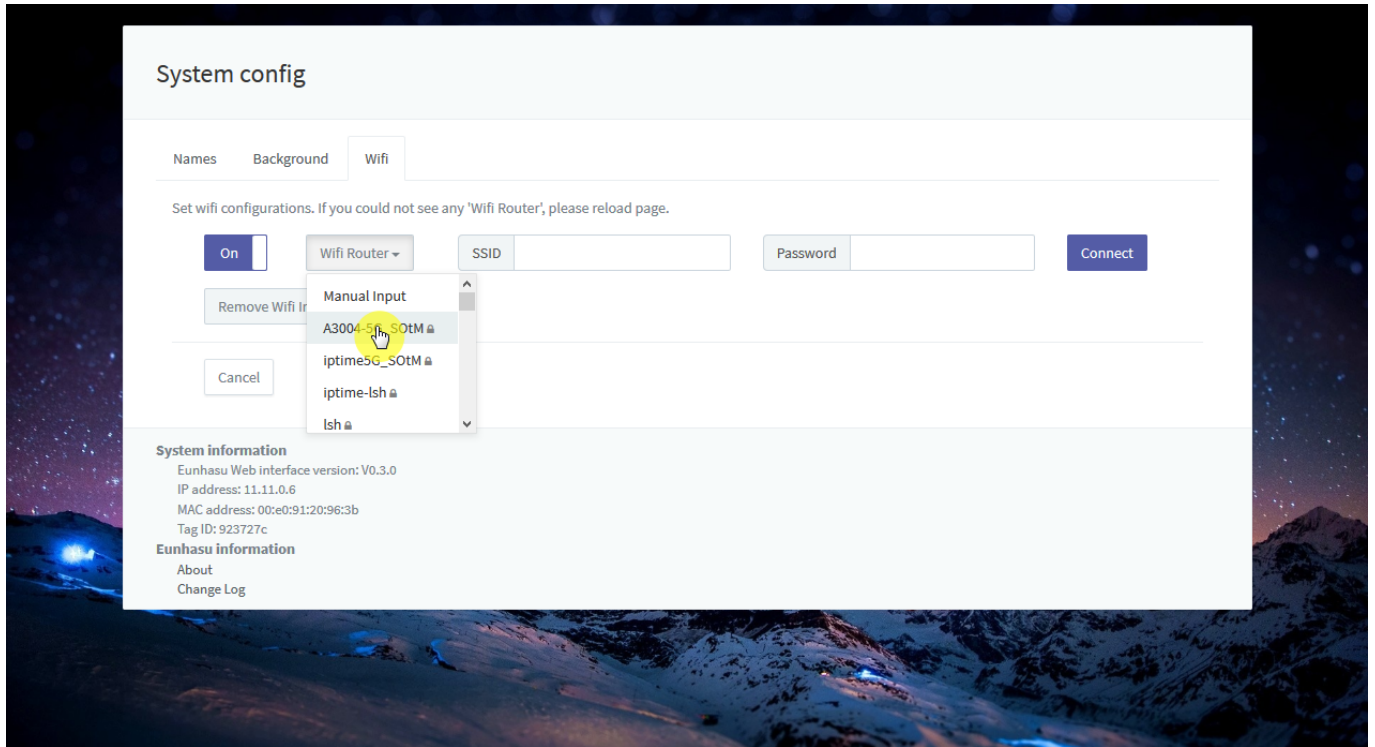 System config
Names Background Wifi
Set wifi configurations. If you could not see any 'Wifi Router', please reload page.
On Wifi Router SSID Password Connect
Manual Input
Remove Wifi
A3004-5G_SOtM
iptime5G_SOtM
Cancel
iptime-lsh
lsh
System information
Eunhasu Web interface version: V0.3.0
IP address: 11.11.0.6
MAC address: 00:e0:91:20:96:3b
Tag ID: 923727c
Eunhasu information
About
Change Log